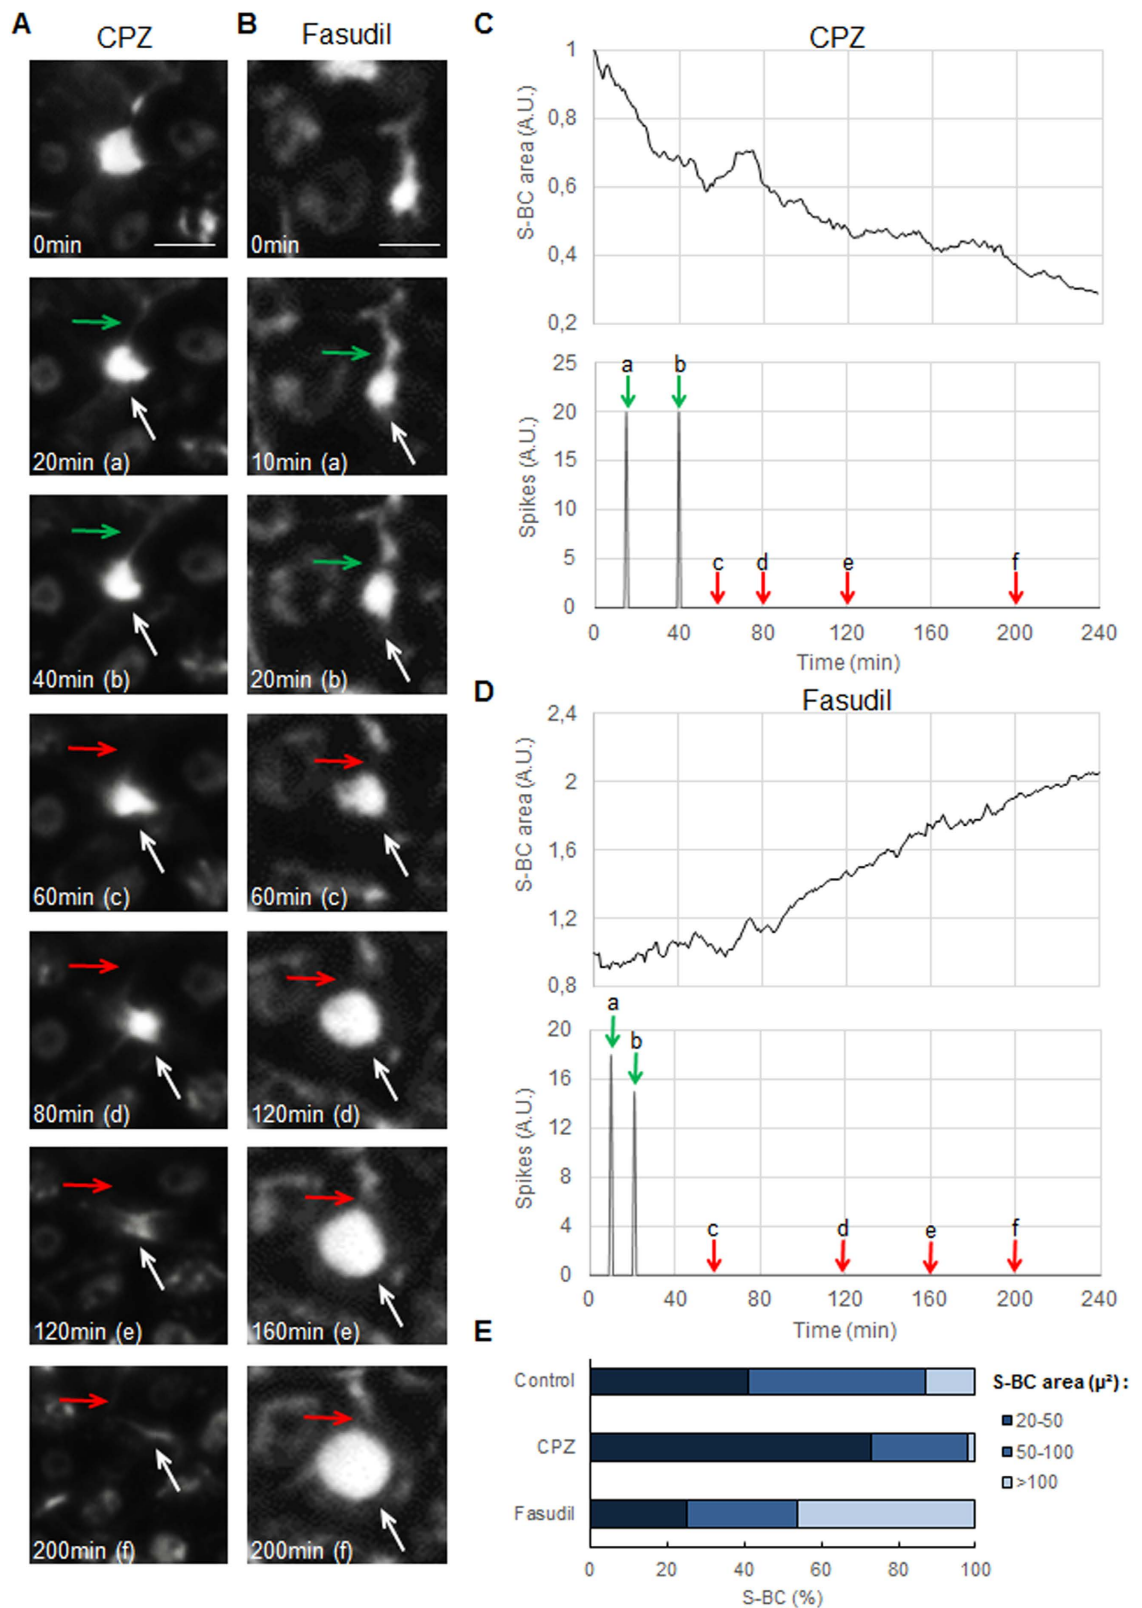 A
CPZ
0min
20min (a)
40min (b)
60min (c)
80min (d)
120min (e)
200min (f)
B
Fasudil
0min
10min (a)
20min (b)
60min (c)
120min (d)
160min (e)
200min (f)
C
CPZ
S-BC area (A.U.)
1
0,8
0,6
0,4
0,2
Spikes (A.U.)
25
20
15
10
5
0
a b
c d e f
0 40 80 120 160 200 240
Time (min)
D
Fasudil
S-BC area (A.U.)
2,4
2
1,6
1,2
0,8
Spikes (A.U.)
20
16
12
8
4
0
a
b
c d e f
0 40 80 120 160 200 240
Time (min)
E
Control
CPZ
Fasudil
0 20 40 60 80 100
S-BC (%)
S-BC area (µ²) :
20-50
50-100
>100